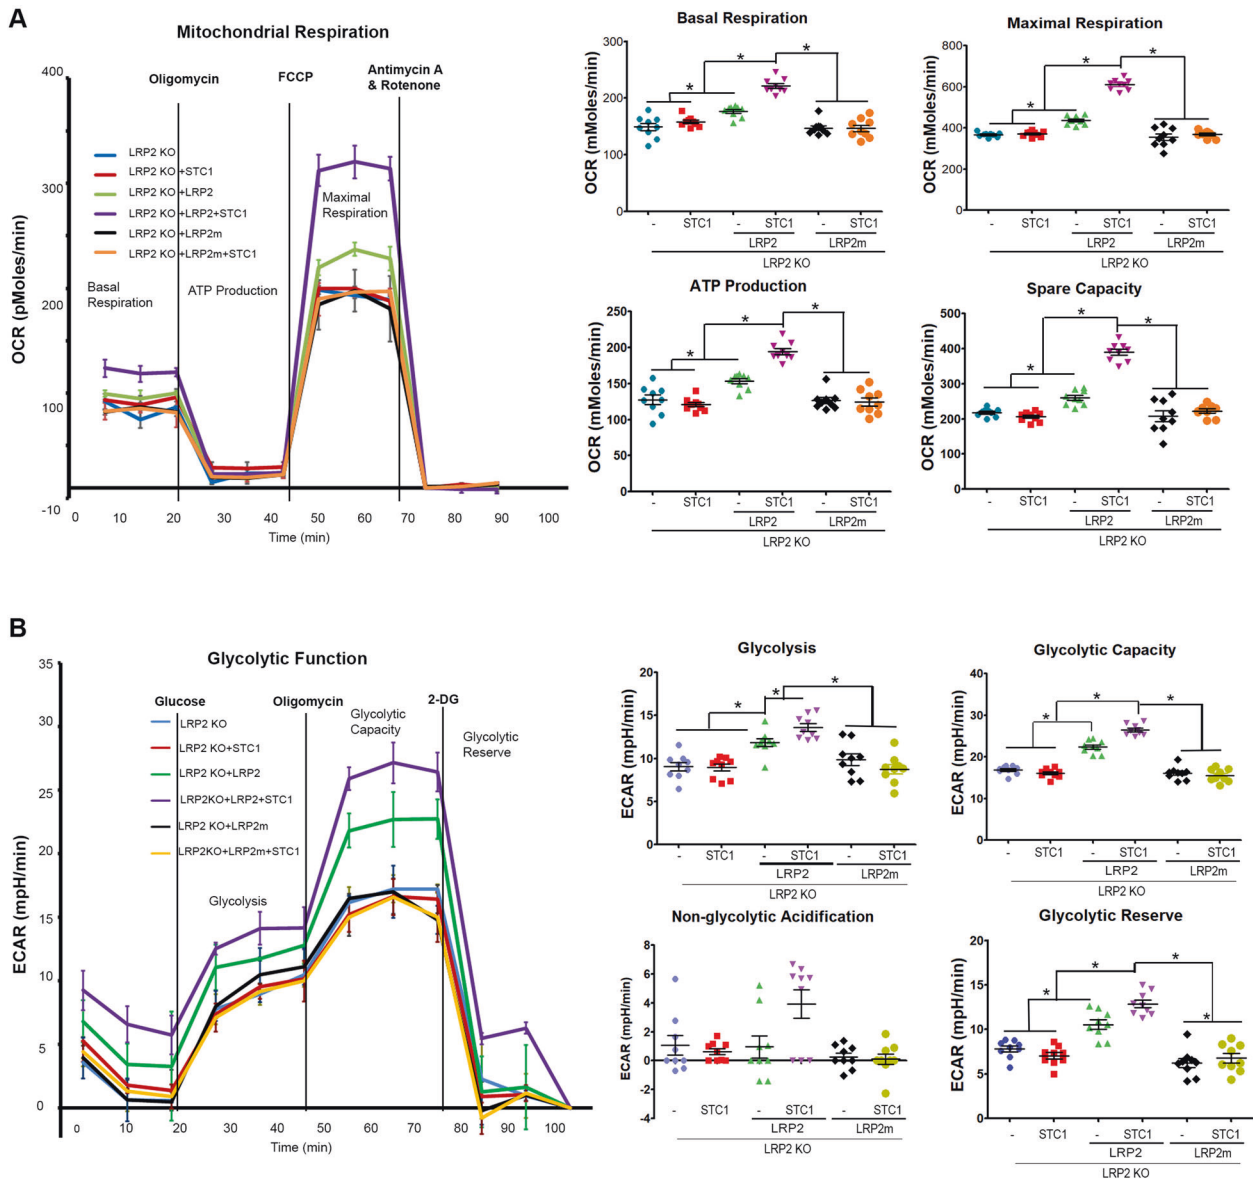 A
Mitochondrial Respiration
Oligomycin
FCCP
Antimycin A
& Rotenone
400
300
200
100
-10
OCR (pMoles/min)
LRP2 KO
LRP2 KO+STC1
LRP2 KO+LRP2
LRP2 KO+LRP2+STC1
LRP2 KO+LRP2m
LRP2 KO+LRP2m+STC1
Basal
Respiration
ATP Production
Maximal
Respiration
0 10 20 30 40 50 60 70 80 90 100
Time (min)
Basal Respiration
OCR (mMoles/min)
300
200
100
0
* * *
- STC1 - STC1 - STC1
LRP2 LRP2m
LRP2 KO
Maximal Respiration
OCR (mMoles/min)
800
600
400
200
0
* * *
- STC1 - STC1 - STC1
LRP2 LRP2m
LRP2 KO
ATP Production
OCR (mMoles/min)
250
200
150
100
50
0
* * *
- STC1 - STC1 - STC1
LRP2 LRP2m
LRP2 KO
Spare Capacity
OCR (mMoles/min)
500
400
300
200
100
0
* * *
- STC1 - STC1 - STC1
LRP2 LRP2m
LRP2 KO
B
Glycolytic Function
Glucose
Oligomycin
2-DG
35
30
25
20
15
10
5
0
ECAR (mpH/min)
LRP2 KO
LRP2 KO+STC1
LRP2 KO+LRP2
LRP2KO+LRP2+STC1
LRP2 KO+LRP2m
LRP2KO+LRP2m+STC1
Glycolysis
Glycolytic
Capacity
Glycolytic
Reserve
0 10 20 30 40 50 60 70 80 90 100
Time (min)
Glycolysis
ECAR (mpH/min)
20
15
10
5
0
* * *
- STC1 - STC1 - STC1
LRP2 LRP2m
LRP2 KO
Glycolytic Capacity
ECAR (mpH/min)
40
30
20
10
0
* * *
- STC1 - STC1 - STC1
LRP2 LRP2m
LRP2 KO
Non-glycolytic Acidification
ECAR (mpH/min)
8
6
4
2
0
-2
-4
- STC1 - STC1 - STC1
LRP2 LRP2m
LRP2 KO
Glycolytic Reserve
ECAR (mpH/min)
20
15
10
5
0
* * * *
- STC1 - STC1 - STC1
LRP2 LRP2m
LRP2 KO